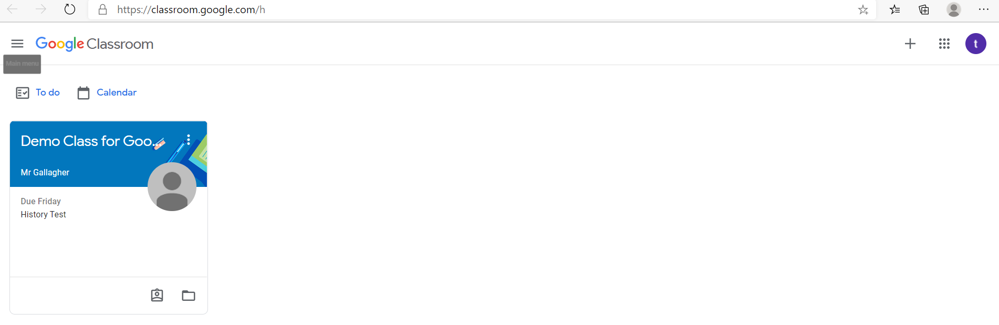 https://classroom.google.com/h
Google Classroom
t
Main menu
To do
Calendar
Demo Class for Goo...
Mr Gallagher
Due Friday
History Test